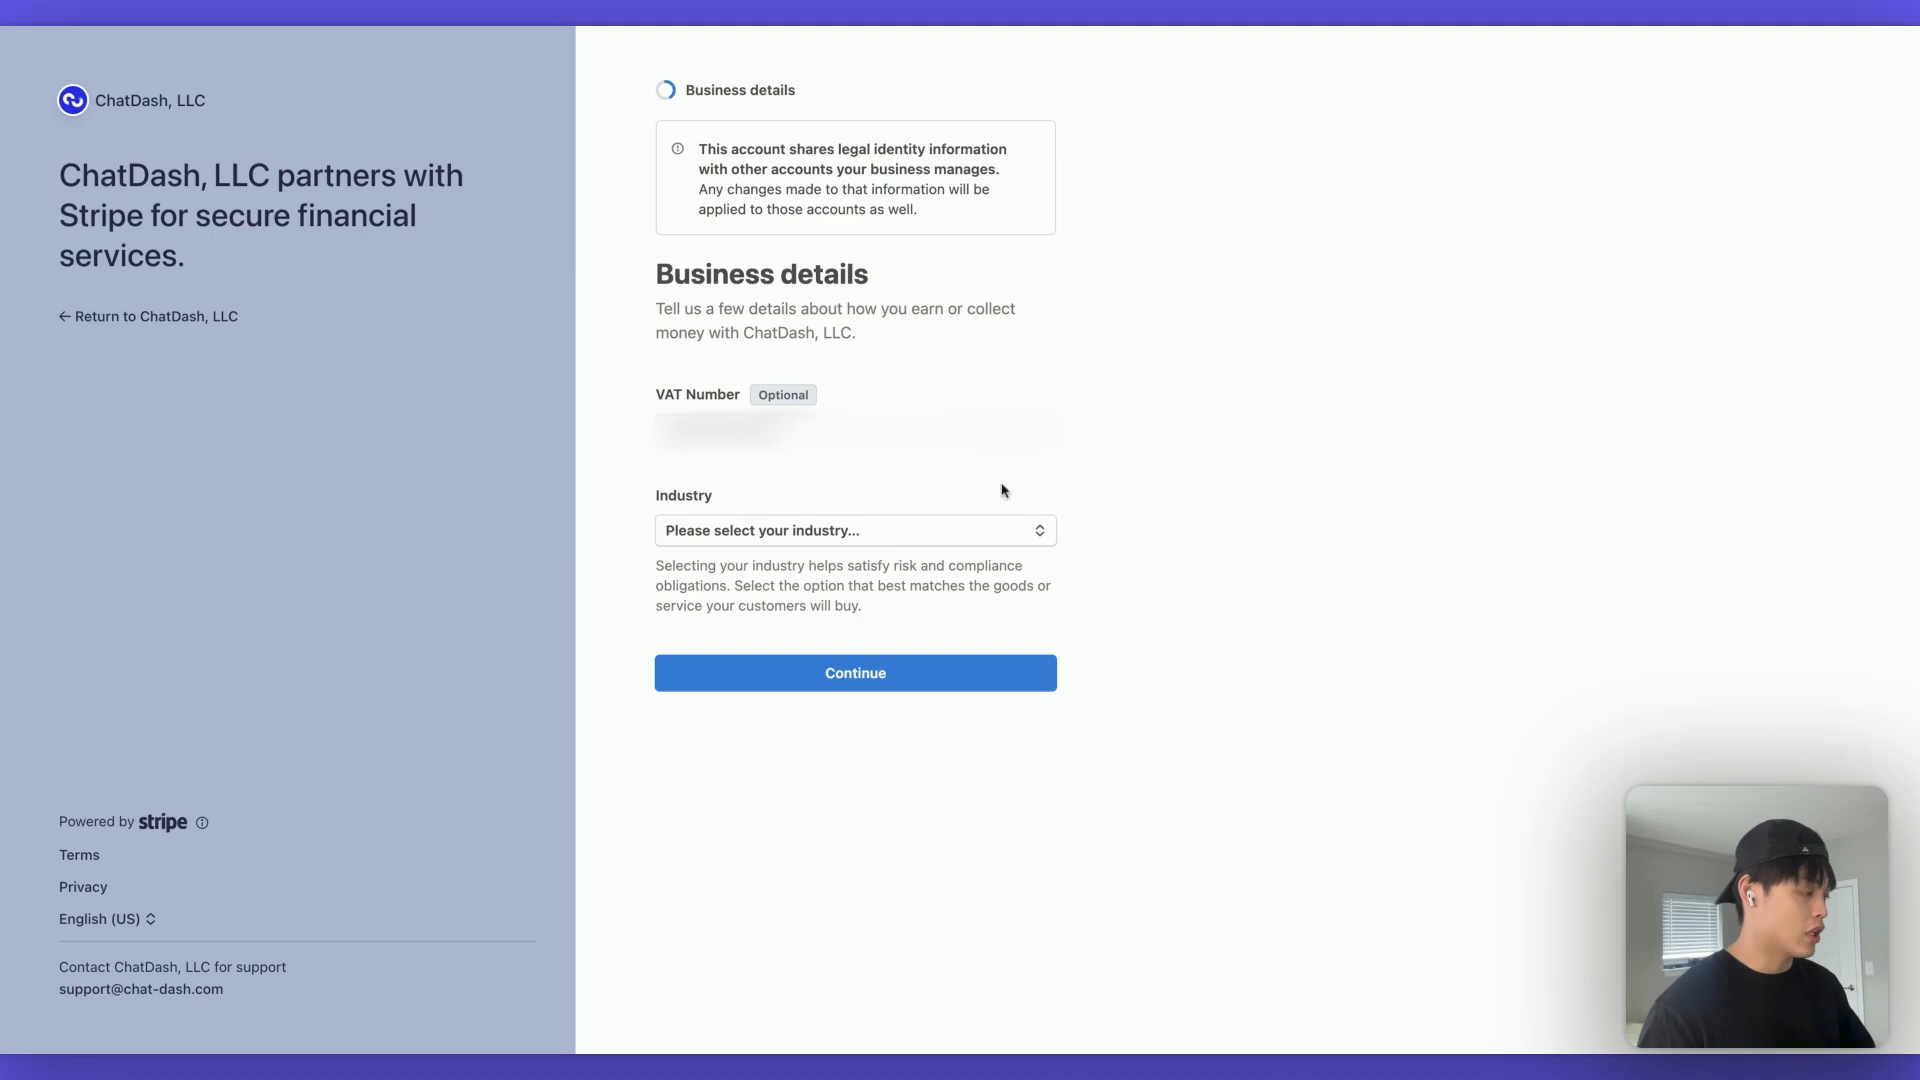 ChatDash, LLC
ChatDash, LLC partners with
Stripe for secure financial
services.
Return to ChatDash, LLC
Powered by stripe
Terms
Privacy
English (US)
Contact ChatDash, LLC for support
support@chat-dash.com
Business details
This account shares legal identity information
with other accounts your business manages.
Any changes made to that information will be
applied to those accounts as well.
Business details
Tell us a few details about how you earn or collect
money with ChatDash, LLC.
VAT Number Optional
Industry
Please select your industry...
Selecting your industry helps satisfy risk and compliance
obligations. Select the option that best matches the goods or
service your customers will buy.
Continue